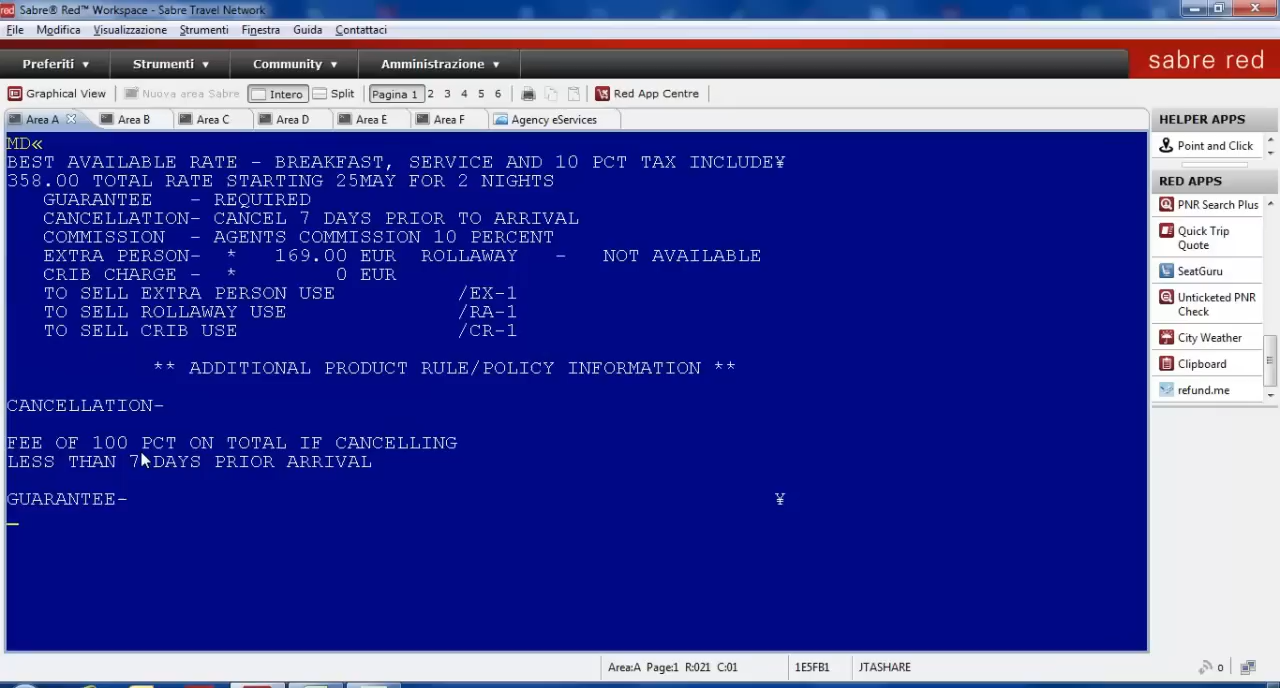 red Sabre® Red™ Workspace - Sabre Travel Network
File Modifica Visualizzazione Strumenti Finestra Guida Contattaci
Preferiti Strumenti Community Amministrazione sabre red
Graphical View Nuova area Sabre Intero Split Pagina 1 2 3 4 5 6 Red App Centre
Area A Area B Area C Area D Area E Area F Agency eServices
MD«
BEST AVAILABLE RATE - BREAKFAST, SERVICE AND 10 PCT TAX INCLUDE¥
358.00 TOTAL RATE STARTING 25MAY FOR 2 NIGHTS
GUARANTEE - REQUIRED
CANCELLATION- CANCEL 7 DAYS PRIOR TO ARRIVAL
COMMISSION - AGENTS COMMISSION 10 PERCENT
EXTRA PERSON- * 169.00 EUR ROLLAWAY - NOT AVAILABLE
CRIB CHARGE - * 0 EUR
TO SELL EXTRA PERSON USE /EX-1
TO SELL ROLLAWAY USE /RA-1
TO SELL CRIB USE /CR-1
** ADDITIONAL PRODUCT RULE/POLICY INFORMATION **
CANCELLATION-
FEE OF 100 PCT ON TOTAL IF CANCELLING
LESS THAN 7 DAYS PRIOR ARRIVAL
GUARANTEE- ¥
HELPER APPS
Point and Click
RED APPS
PNR Search Plus
Quick Trip
Quote
SeatGuru
Unticketed PNR
Check
City Weather
Clipboard
refund.me
Area:A Page:1 R:021 C:01 1E5FB1 JTASHARE 0